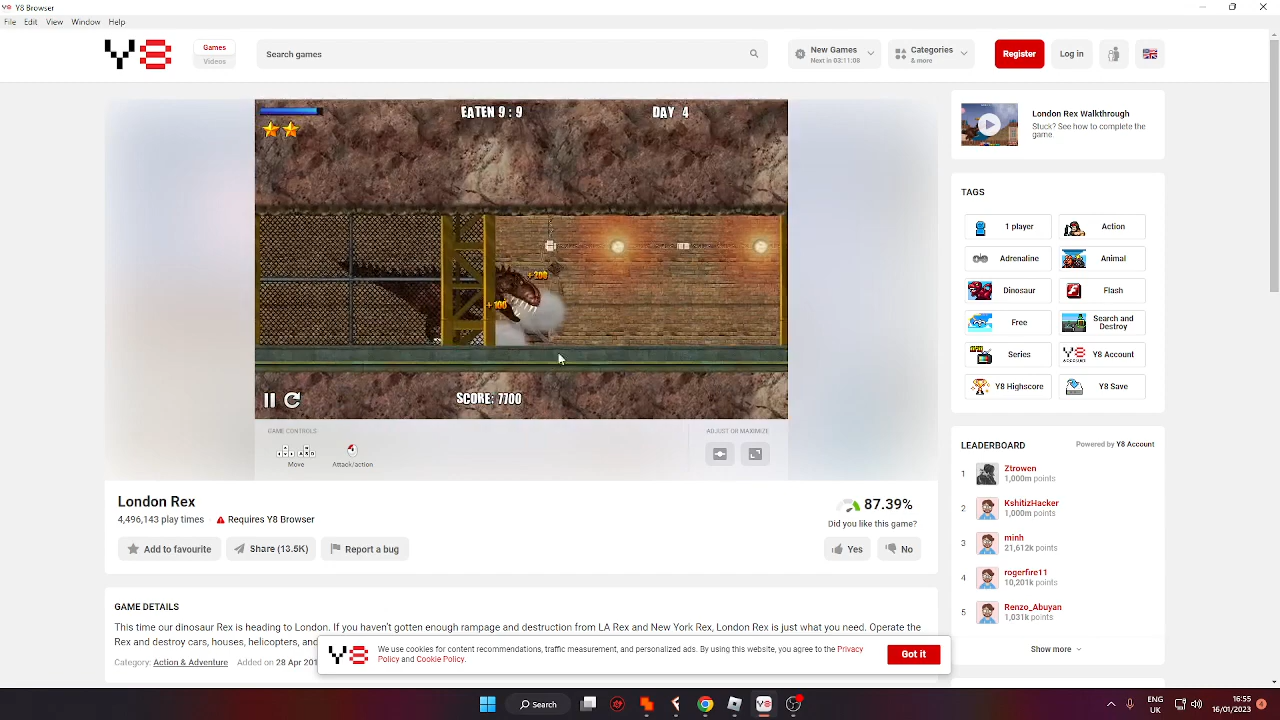 Y8 Browser
File Edit View Window Help
Y8
Games
Videos
Search games
New Games
Next in 03:11:08
Categories
& more
Register
Log in
EATEN 9 : 9
DAY 4
+200
+100
SCORE: 7700
GAME CONTROLS
Move
Attack/action
ADJUST OR MAXIMIZE
London Rex
4,496,143 play times
Requires Y8 Browser
87.39%
Did you like this game?
Add to favourite
Share (13.5K)
Report a bug
Yes
No
GAME DETAILS
This time our dinosaur Rex is heading to London. If you haven't gotten enough rampage and destruction from LA Rex and New York Rex, London Rex is just what you need. Operate the
Rex and destroy cars, houses, helicopters, and
Category: Action & Adventure Added on 28 Apr 201
Y8
We use cookies for content recommendations, traffic measurement, and personalized ads. By using this website, you agree to the Privacy
Policy and Cookie Policy.
Got it
London Rex Walkthrough
Stuck? See how to complete the
game.
TAGS
1 player
Action
Adrenaline
Animal
Dinosaur
Flash
Free
Search and
Destroy
Series
Y8 Account
Y8 Highscore
Y8 Save
LEADERBOARD
Powered by Y8 Account
1
Ztrowen
1,000m points
2
KshitizHacker
1,000m points
3
minh
21,612k points
4
rogerfire11
10,201k points
5
Renzo_Abuyan
1,031k points
Show more
Search
ENG
UK
16:55
16/01/2023